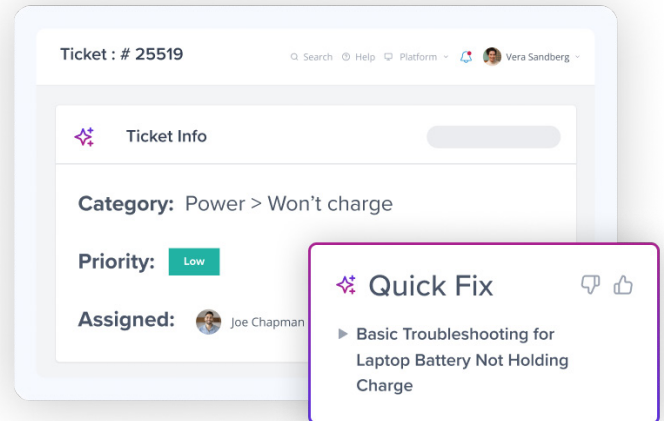 Ticket : # 25519
Search Help Platform Vera Sandberg
Ticket Info
Category: Power > Won't charge
Priority: Low
Assigned: Joe Chapman
Quick Fix
Basic Troubleshooting for
Laptop Battery Not Holding
Charge